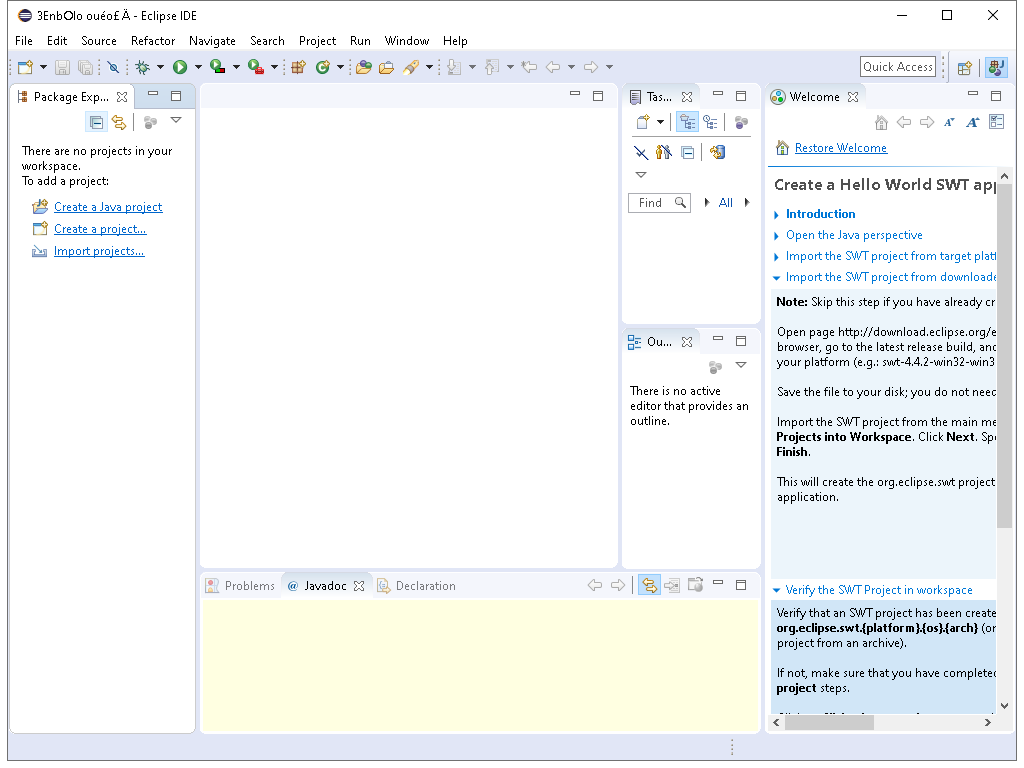 3EnbOlo ouéo£Ä - Eclipse IDE
File Edit Source Refactor Navigate Search Project Run Window Help
Quick Access
Package Exp...
There are no projects in your
workspace.
To add a project:
Create a Java project
Create a project...
Import projects...
Tas...
Find
All
Ou...
There is no active
editor that provides an
outline.
Problems @ Javadoc Declaration
Welcome
Restore Welcome
Create a Hello World SWT app
Introduction
Open the Java perspective
Import the SWT project from target platf
Import the SWT project from downloade
Note: Skip this step if you have already cr
Open page http://download.eclipse.org/e
browser, go to the latest release build, and
your platform (e.g.: swt-4.4.2-win32-win3
Save the file to your disk; you do not need
Import the SWT project from the main me
Projects into Workspace. Click Next. Spe
Finish.
This will create the org.eclipse.swt project
application.
Verify the SWT Project in workspace
Verify that an SWT project has been create
org.eclipse.swt.{platform}.{os}.{arch} (or
project from an archive).
If not, make sure that you have completed
project steps.